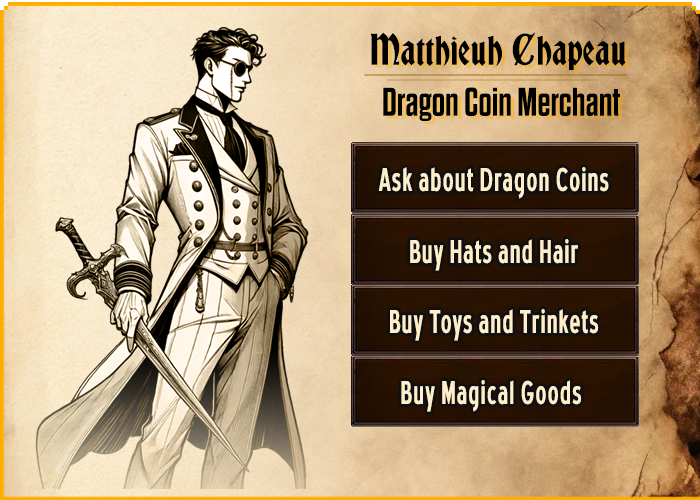 Matthieuh Chapeau
Dragon Coin Merchant
Ask about Dragon Coins
Buy Hats and Hair
Buy Toys and Trinkets
Buy Magical Goods